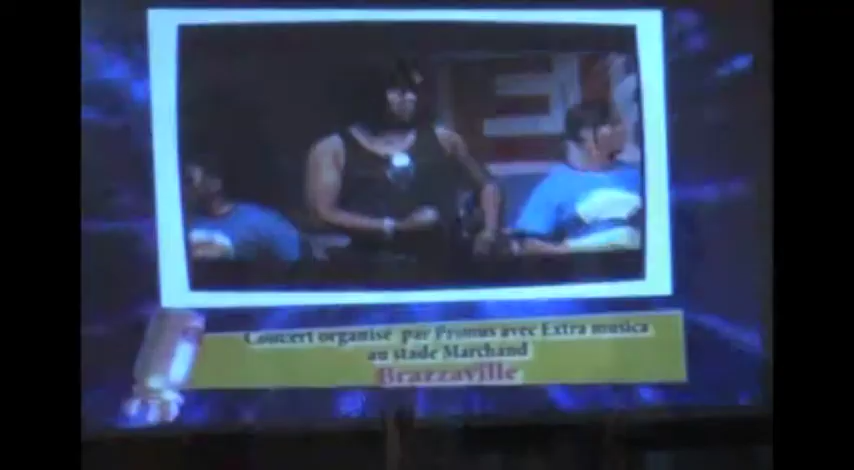 Concert organisé par Promus avec Extra musica
au stade Marchand
Brazzaville